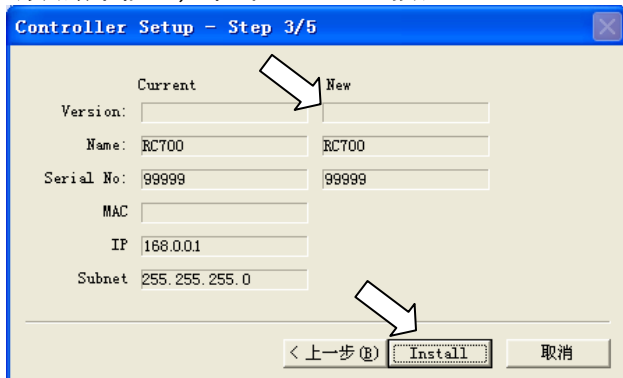 Controller Setup - Step 3/5
Current New
Version:
Name: RC700 RC700
Serial No: 99999 99999
MAC
IP 168.0.0.1
Subnet 255.255.255.0
< 上一步(B) Install 取消